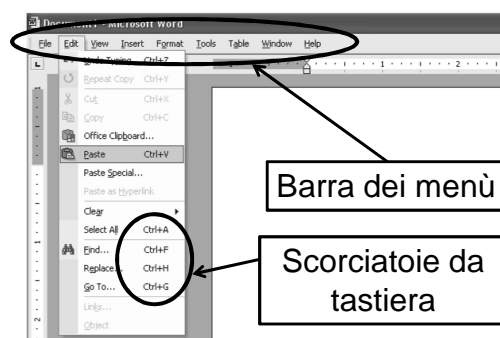 Document1 - Microsoft Word
File Edit View Insert Format Tools Table Window Help
Undo Typing Ctrl+Z
Repeat Copy Ctrl+Y
Cut Ctrl+X
Copy Ctrl+C
Office Clipboard...
Paste Ctrl+V
Paste Special...
Paste as Hyperlink
Clear
Select All Ctrl+A
Find... Ctrl+F
Replace... Ctrl+H
Go To... Ctrl+G
Links...
Object
1 2
Barra dei menù
Scorciatoie da
tastiera